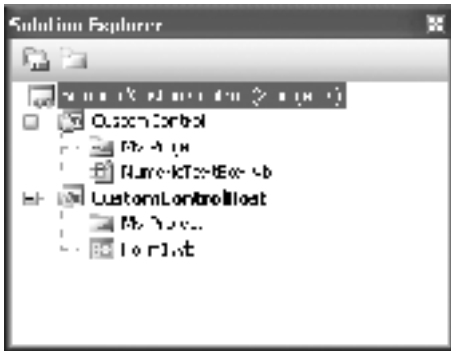 Solution Explorer
CustomControl
My Project
NumericTextBox.vb
CustomControlHost
My Project
Form1.vb